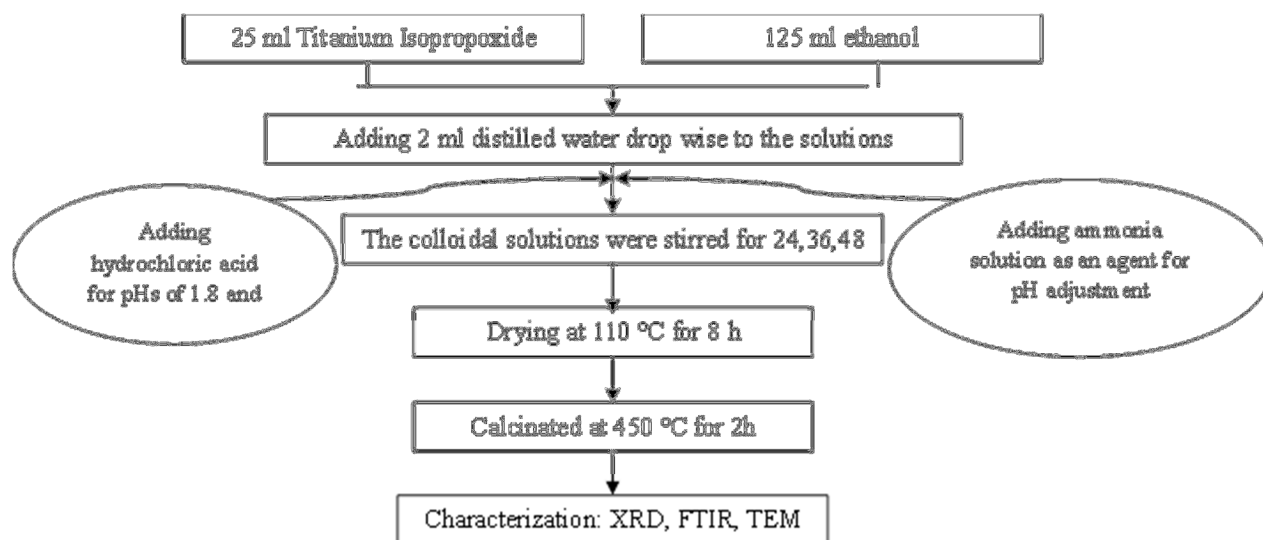 25 ml Titanium Isopropoxide
125 ml ethanol
Adding 2 ml distilled water drop wise to the solutions
Adding
hydrochloric acid
for pHs of 1.8 and
The colloidal solutions were stirred for 24,36,48
Adding ammonia
solution as an agent for
pH adjustment
Drying at 110 °C for 8 h
Calcinated at 450 °C for 2h
Characterization: XRD, FTIR, TEM